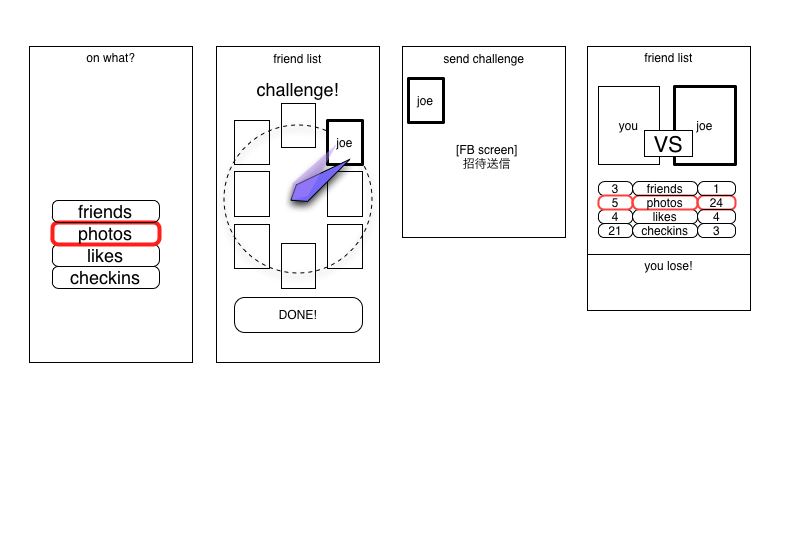 on what?
friends
photos
likes
checkins
friend list
challenge!
joe
DONE!
send challenge
joe
[FB screen]
招待送信
friend list
you
joe
VS
3 friends 1
5 photos 24
4 likes 4
21 checkins 3
you lose!